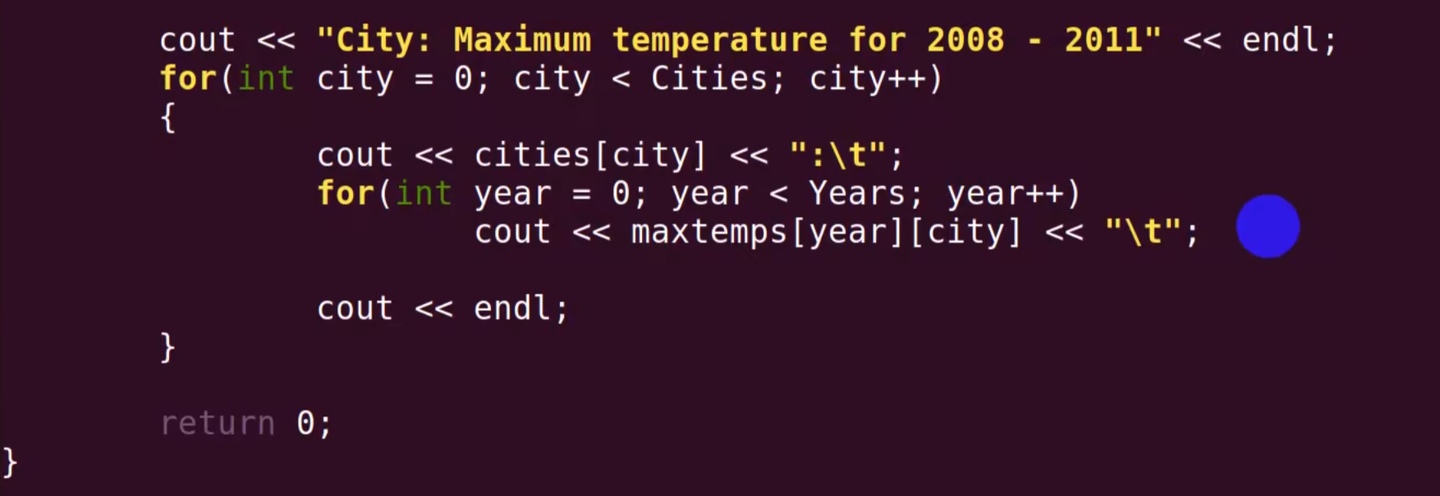 cout << "City: Maximum temperature for 2008 - 2011" << endl;
for(int city = 0; city < Cities; city++)
{
cout << cities[city] << ":\t";
for(int year = 0; year < Years; year++)
cout << maxtemps[year][city] << "\t";
cout << endl;
}
return 0;
}